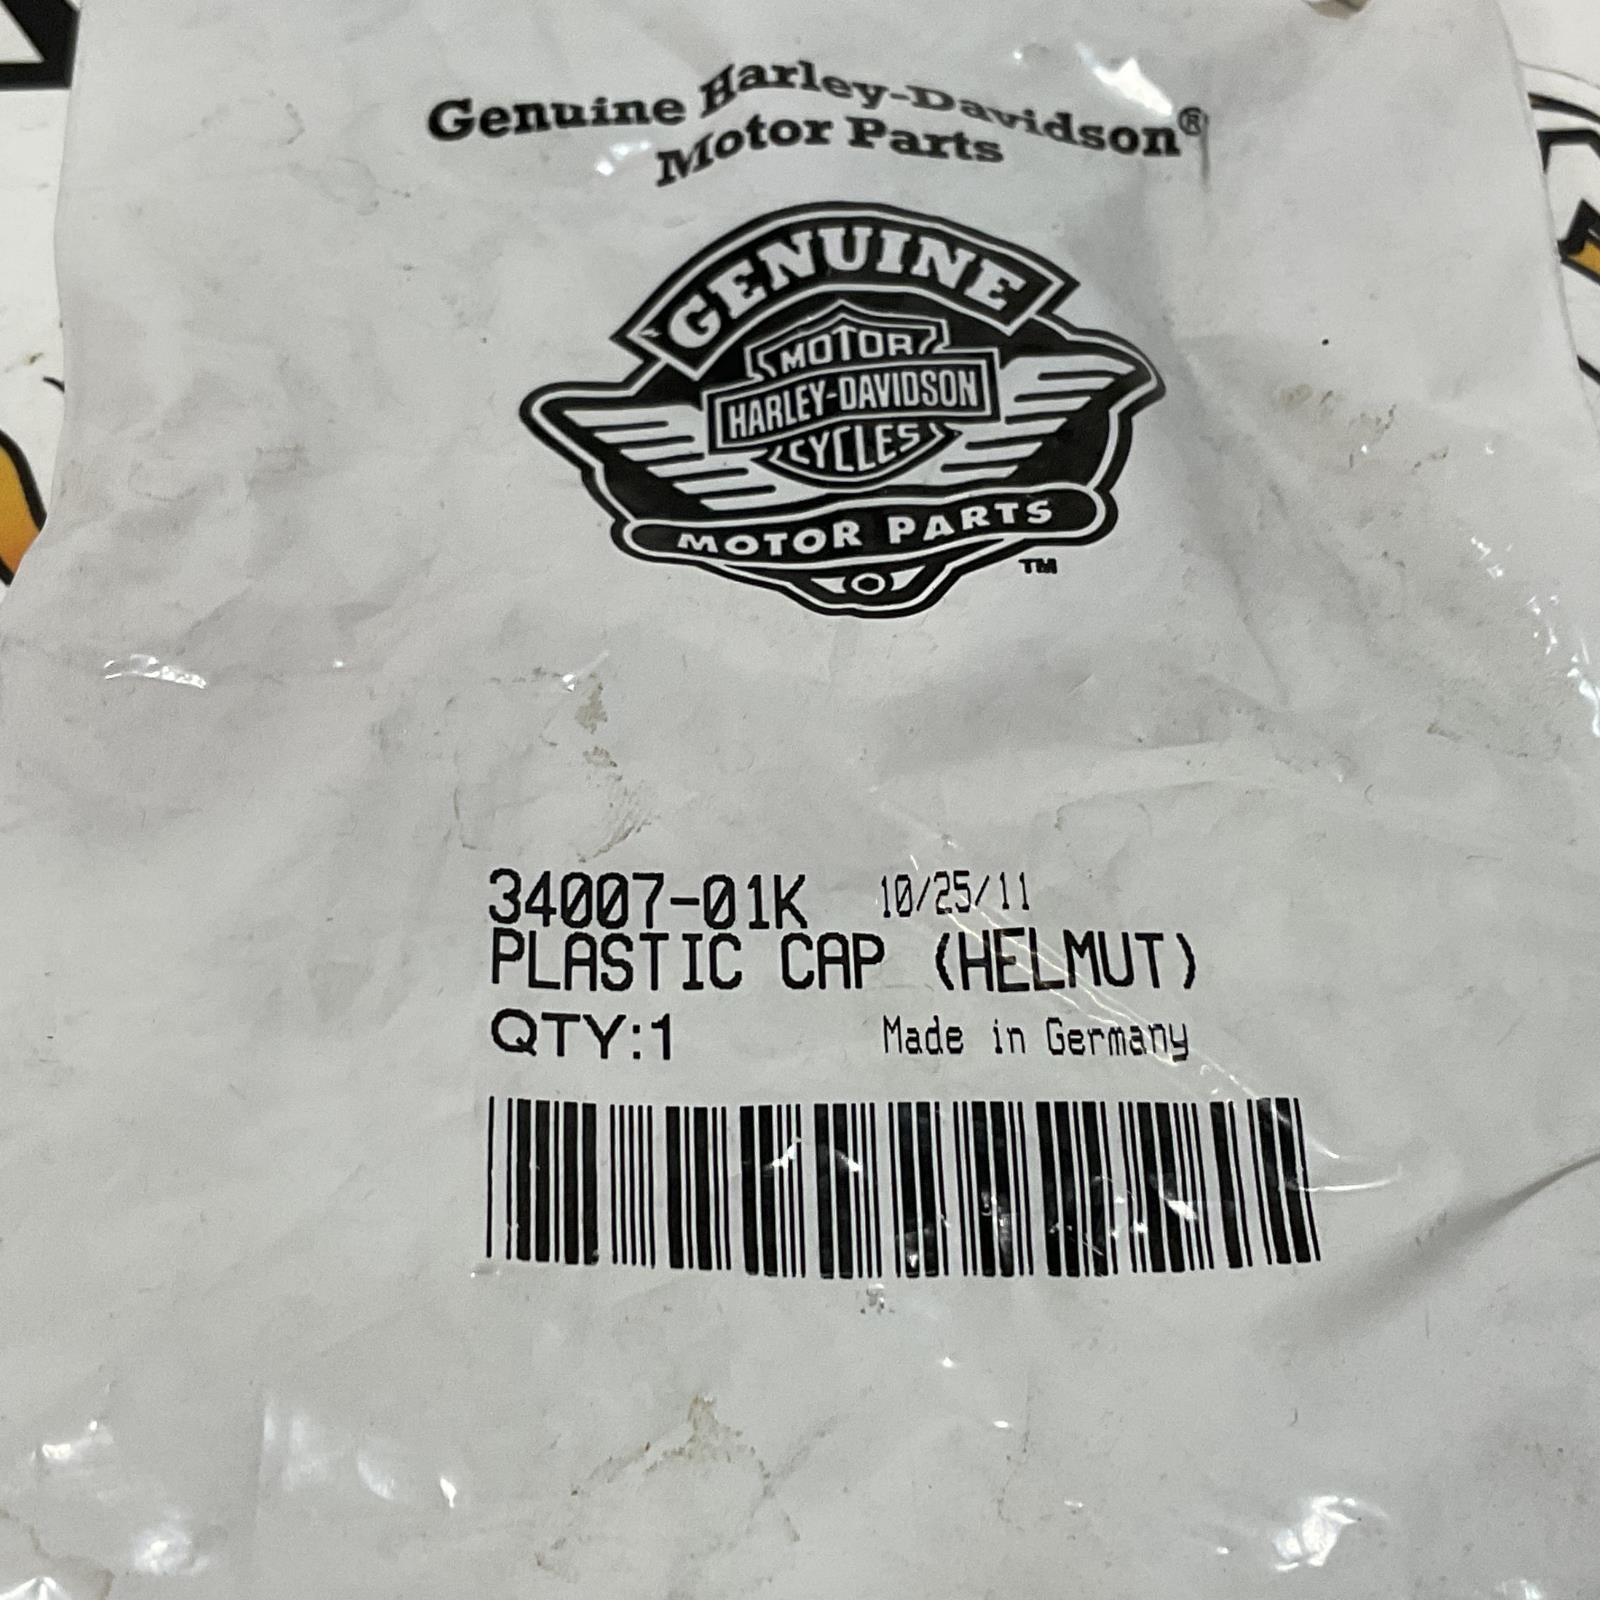 Genuine Harley-Davidson®
Motor Parts
GENUINE
MOTOR
HARLEY-DAVIDSON
CYCLES
MOTOR PARTS
TM
34007-01K 10/25/11
PLASTIC CAP (HELMUT)
QTY:1 Made in Germany